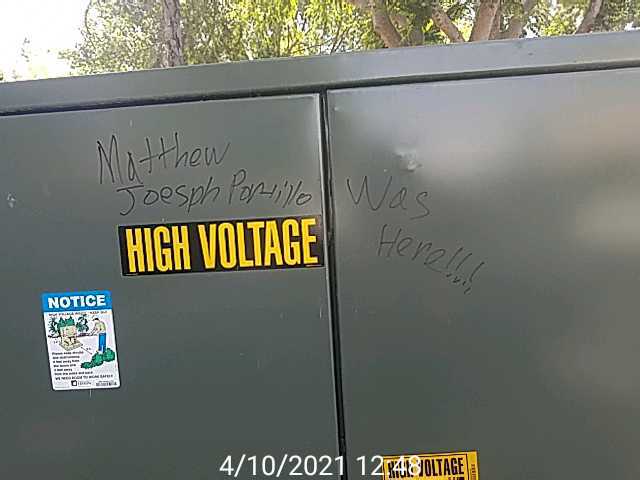 Matthew
Joesph Portillo Was
Here!!!
HIGH VOLTAGE
NOTICE
HIGH VOLTAGE
4/10/2021 12:48